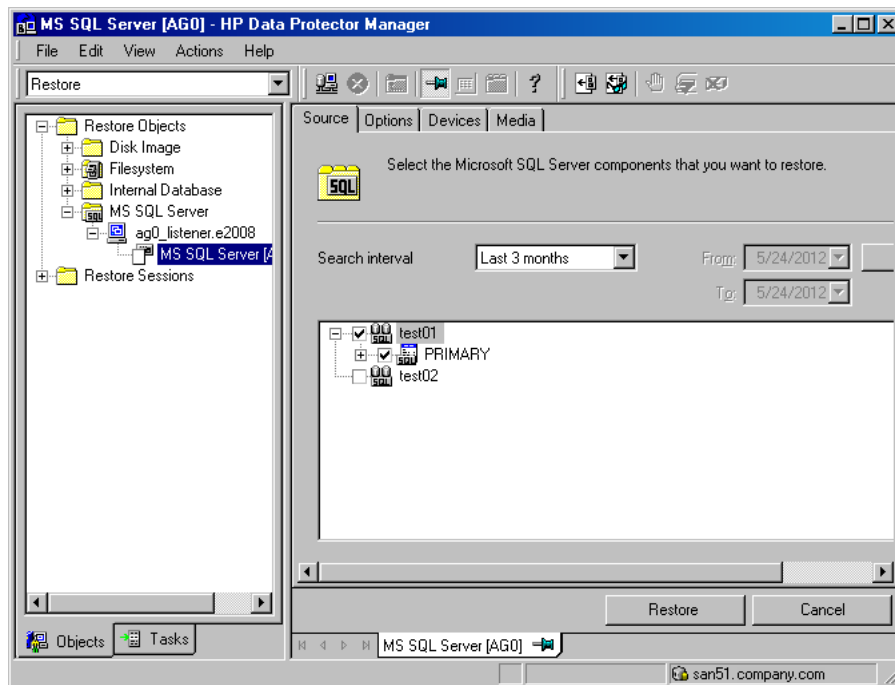 MS SQL Server [AG0] - HP Data Protector Manager
File Edit View Actions Help
Restore
Restore Objects
Disk Image
Filesystem
Internal Database
MS SQL Server
ag0_listener.e2008
MS SQL Server [A
Restore Sessions
Objects Tasks
Source Options Devices Media
SQL
Select the Microsoft SQL Server components that you want to restore.
Search interval Last 3 months From: 5/24/2012
To: 5/24/2012
test01
PRIMARY
test02
Restore Cancel
MS SQL Server [AG0]
san51.company.com